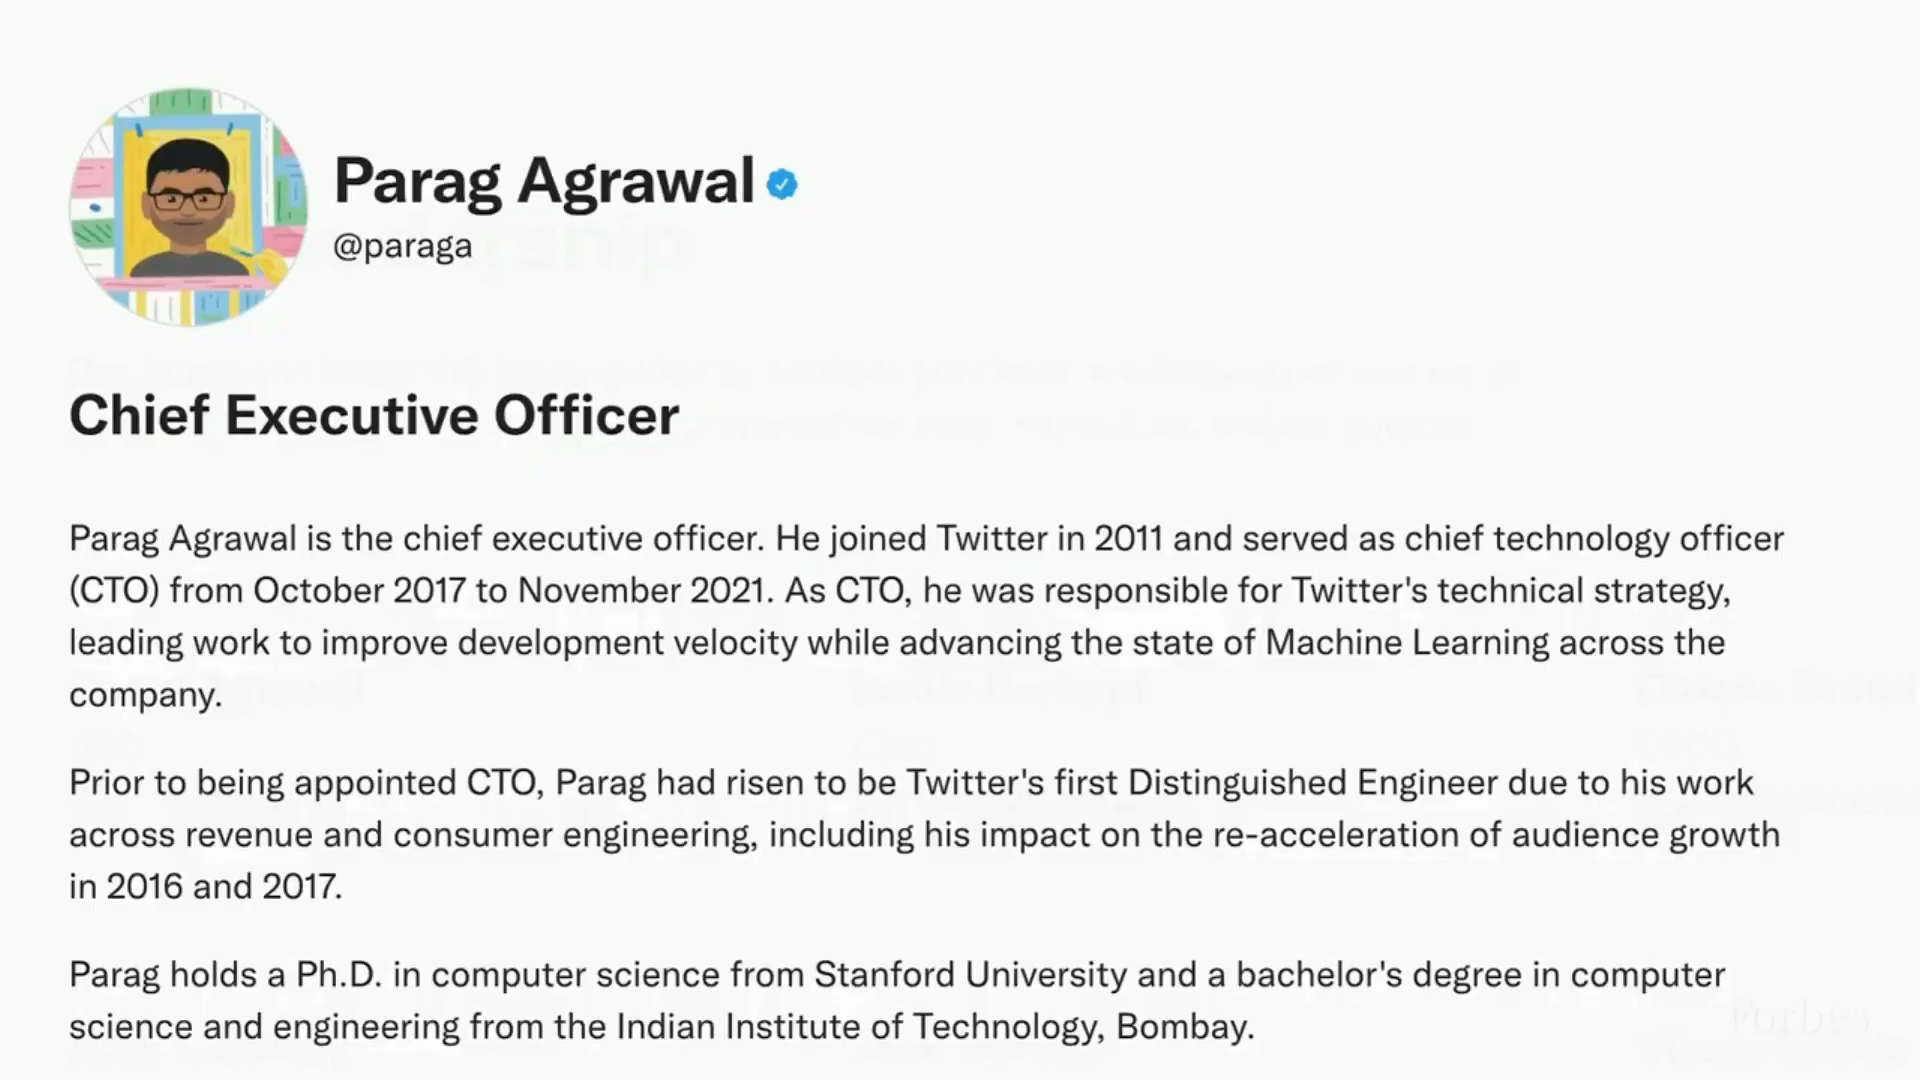 Parag Agrawal
@paraga
Chief Executive Officer
Parag Agrawal is the chief executive officer. He joined Twitter in 2011 and served as chief technology officer
(CTO) from October 2017 to November 2021. As CTO, he was responsible for Twitter's technical strategy,
leading work to improve development velocity while advancing the state of Machine Learning across the
company.
Prior to being appointed CTO, Parag had risen to be Twitter's first Distinguished Engineer due to his work
across revenue and consumer engineering, including his impact on the re-acceleration of audience growth
in 2016 and 2017.
Parag holds a Ph.D. in computer science from Stanford University and a bachelor's degree in computer
science and engineering from the Indian Institute of Technology, Bombay.
Forbes